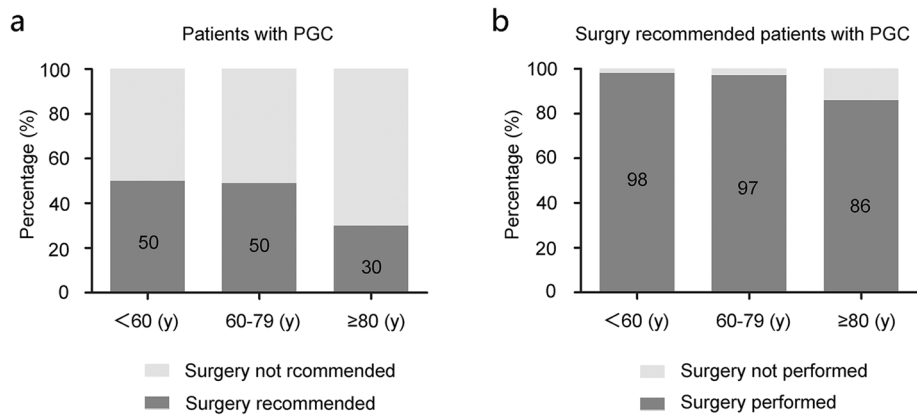 a
Patients with PGC
Percentage (%)
100
80
60
40
20
0
50
50
30
<60 (y)
60-79 (y)
≥80 (y)
Surgery not rcommended
Surgery recommended
b
Surgry recommended patients with PGC
Percentage (%)
100
80
60
40
20
0
98
97
86
<60 (y)
60-79 (y)
≥80 (y)
Surgery not performed
Surgery performed